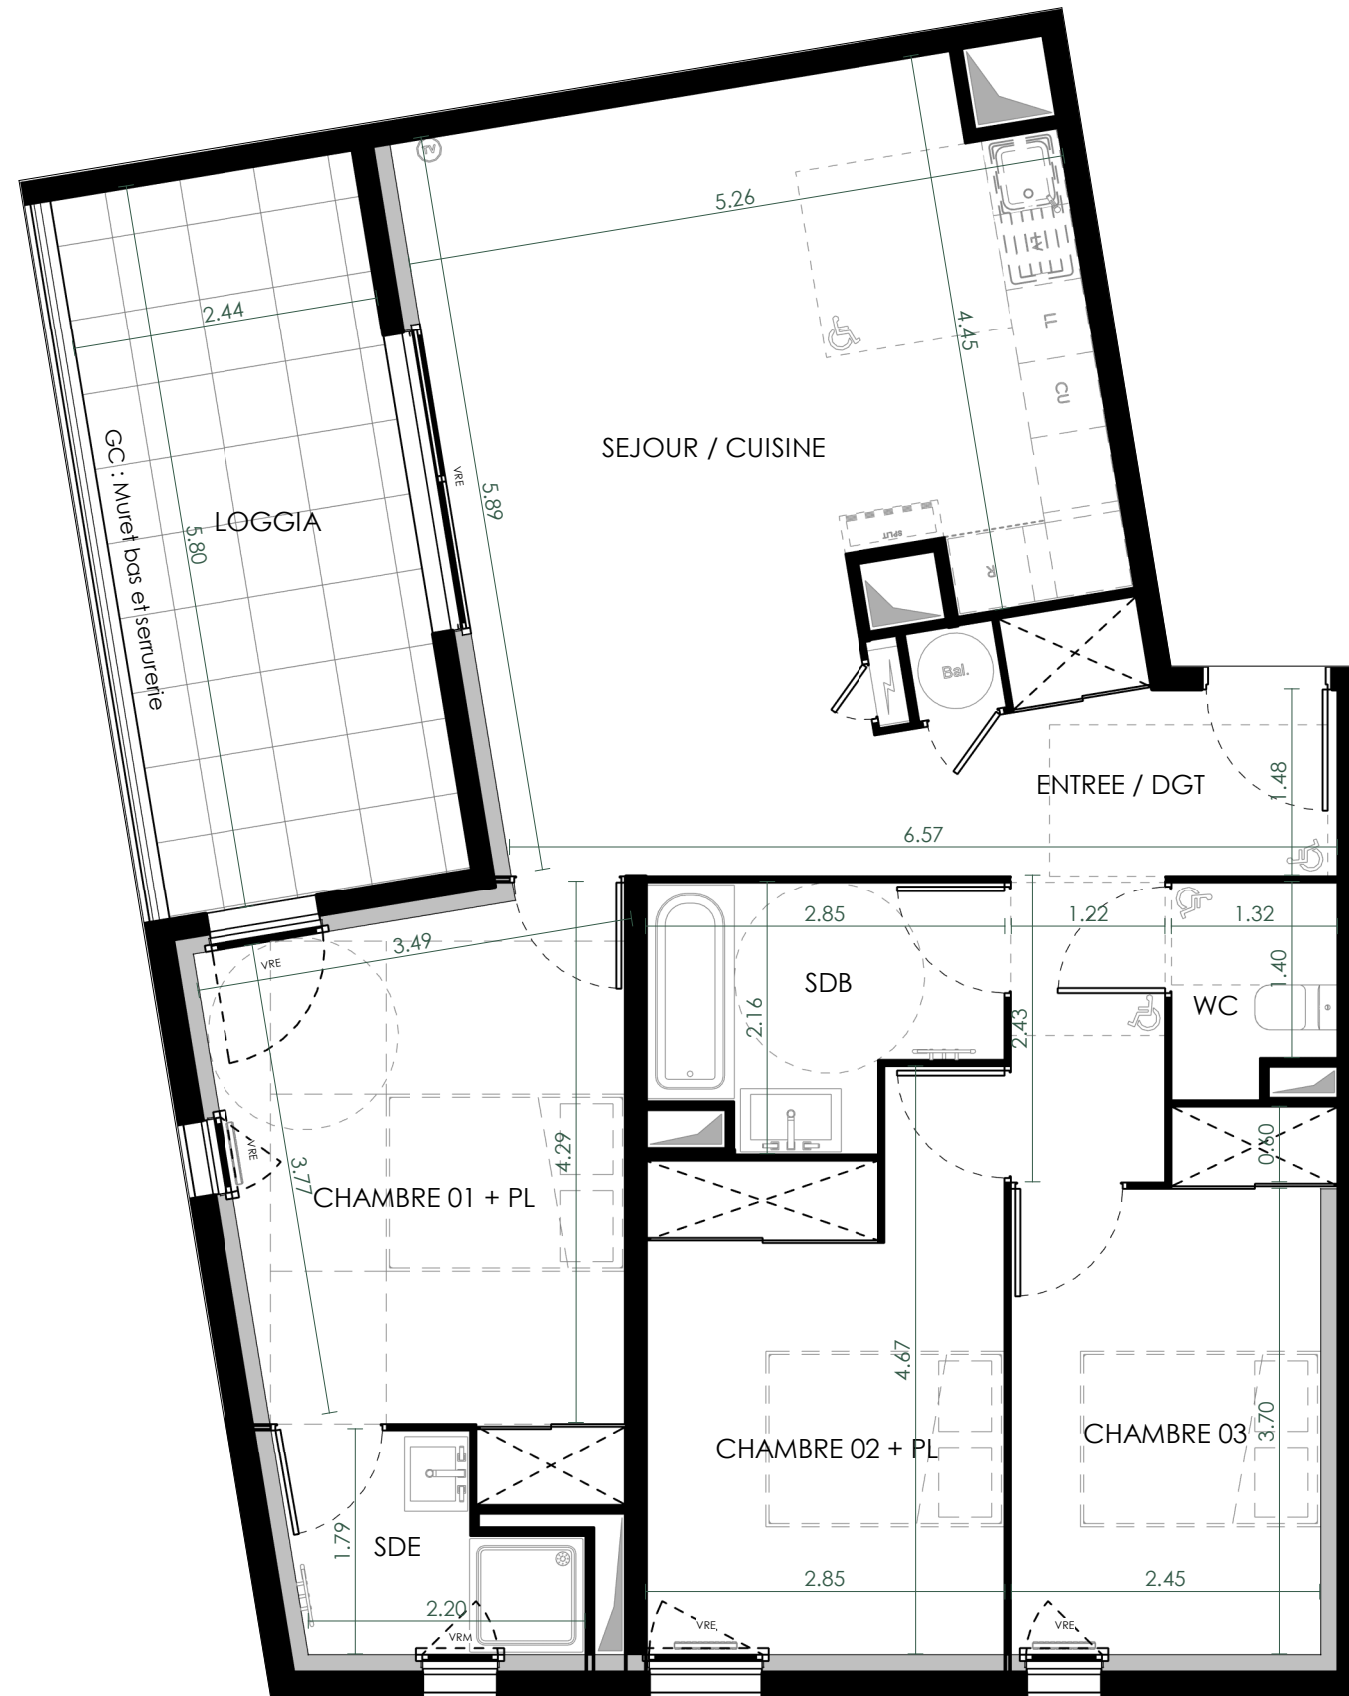 5.26
2.44
4.45
LL
CU
SEJOUR / CUISINE
VRE
5.89
GC : Muret bas et serrurerie
LOGGIA
5.80
SPLIT
R
Bal.
ENTREE / DGT
1.48
6.57
2.85
1.22
1.32
3.49
VRE
SDB
1.40
WC
2.16
2.43
VRE
3.77
4.29
0.60
CHAMBRE 01 + PL
4.67
CHAMBRE 02 + PL
CHAMBRE 03
3.70
1.79
SDE
2.85
2.45
2.20
VRM
VRE
VRE